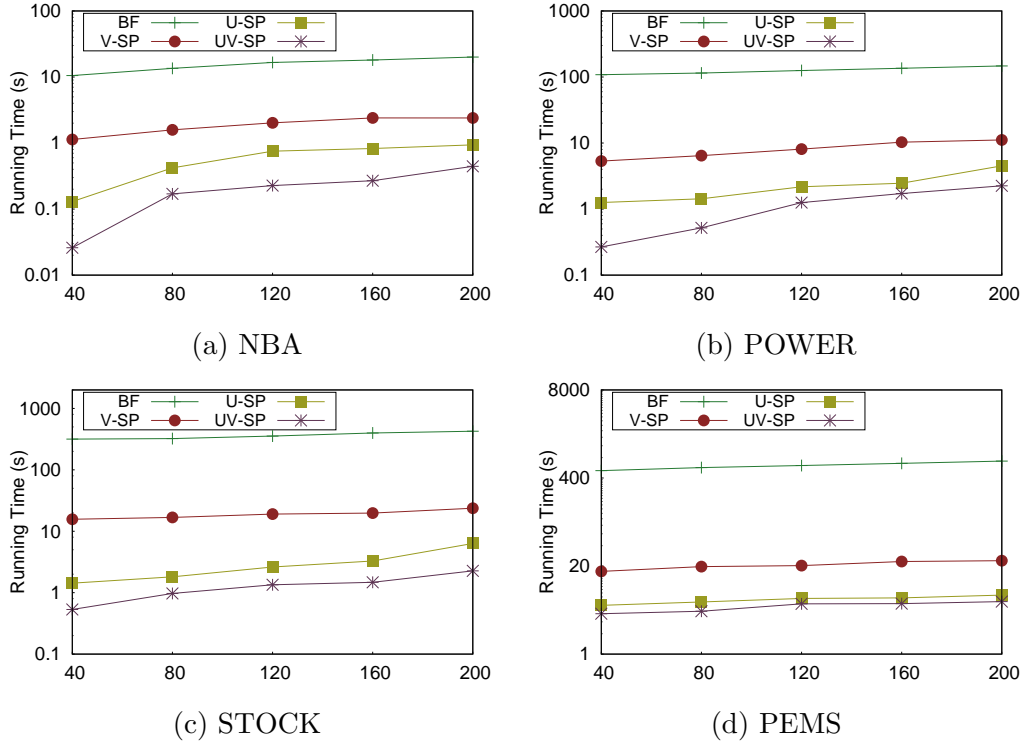 BF U-SP
V-SP UV-SP
Running Time (s)
100
10
1
0.1
0.01
40 80 120 160 200
(a) NBA
BF U-SP
V-SP UV-SP
Running Time (s)
1000
100
10
1
0.1
40 80 120 160 200
(b) POWER
BF U-SP
V-SP UV-SP
Running Time (s)
1000
100
10
1
0.1
40 80 120 160 200
(c) STOCK
BF U-SP
V-SP UV-SP
Running Time (s)
8000
400
20
1
40 80 120 160 200
(d) PEMS